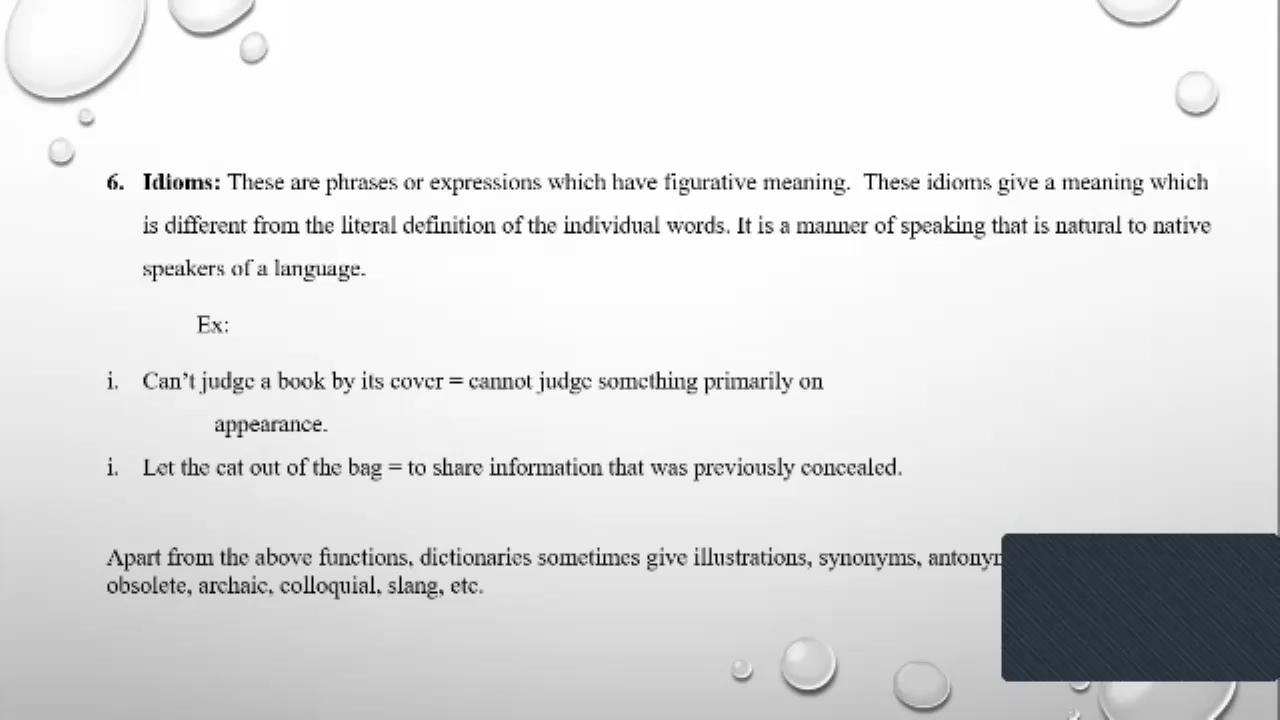 6. Idioms: These are phrases or expressions which have figurative meaning. These idioms give a meaning which
is different from the literal definition of the individual words. It is a manner of speaking that is natural to native
speakers of a language.
Ex:
i. Can't judge a book by its cover = cannot judge something primarily on
appearance.
i. Let the cat out of the bag = to share information that was previously concealed.
Apart from the above functions, dictionaries sometimes give illustrations, synonyms,
obsolete, archaic, colloquial, slang, etc.